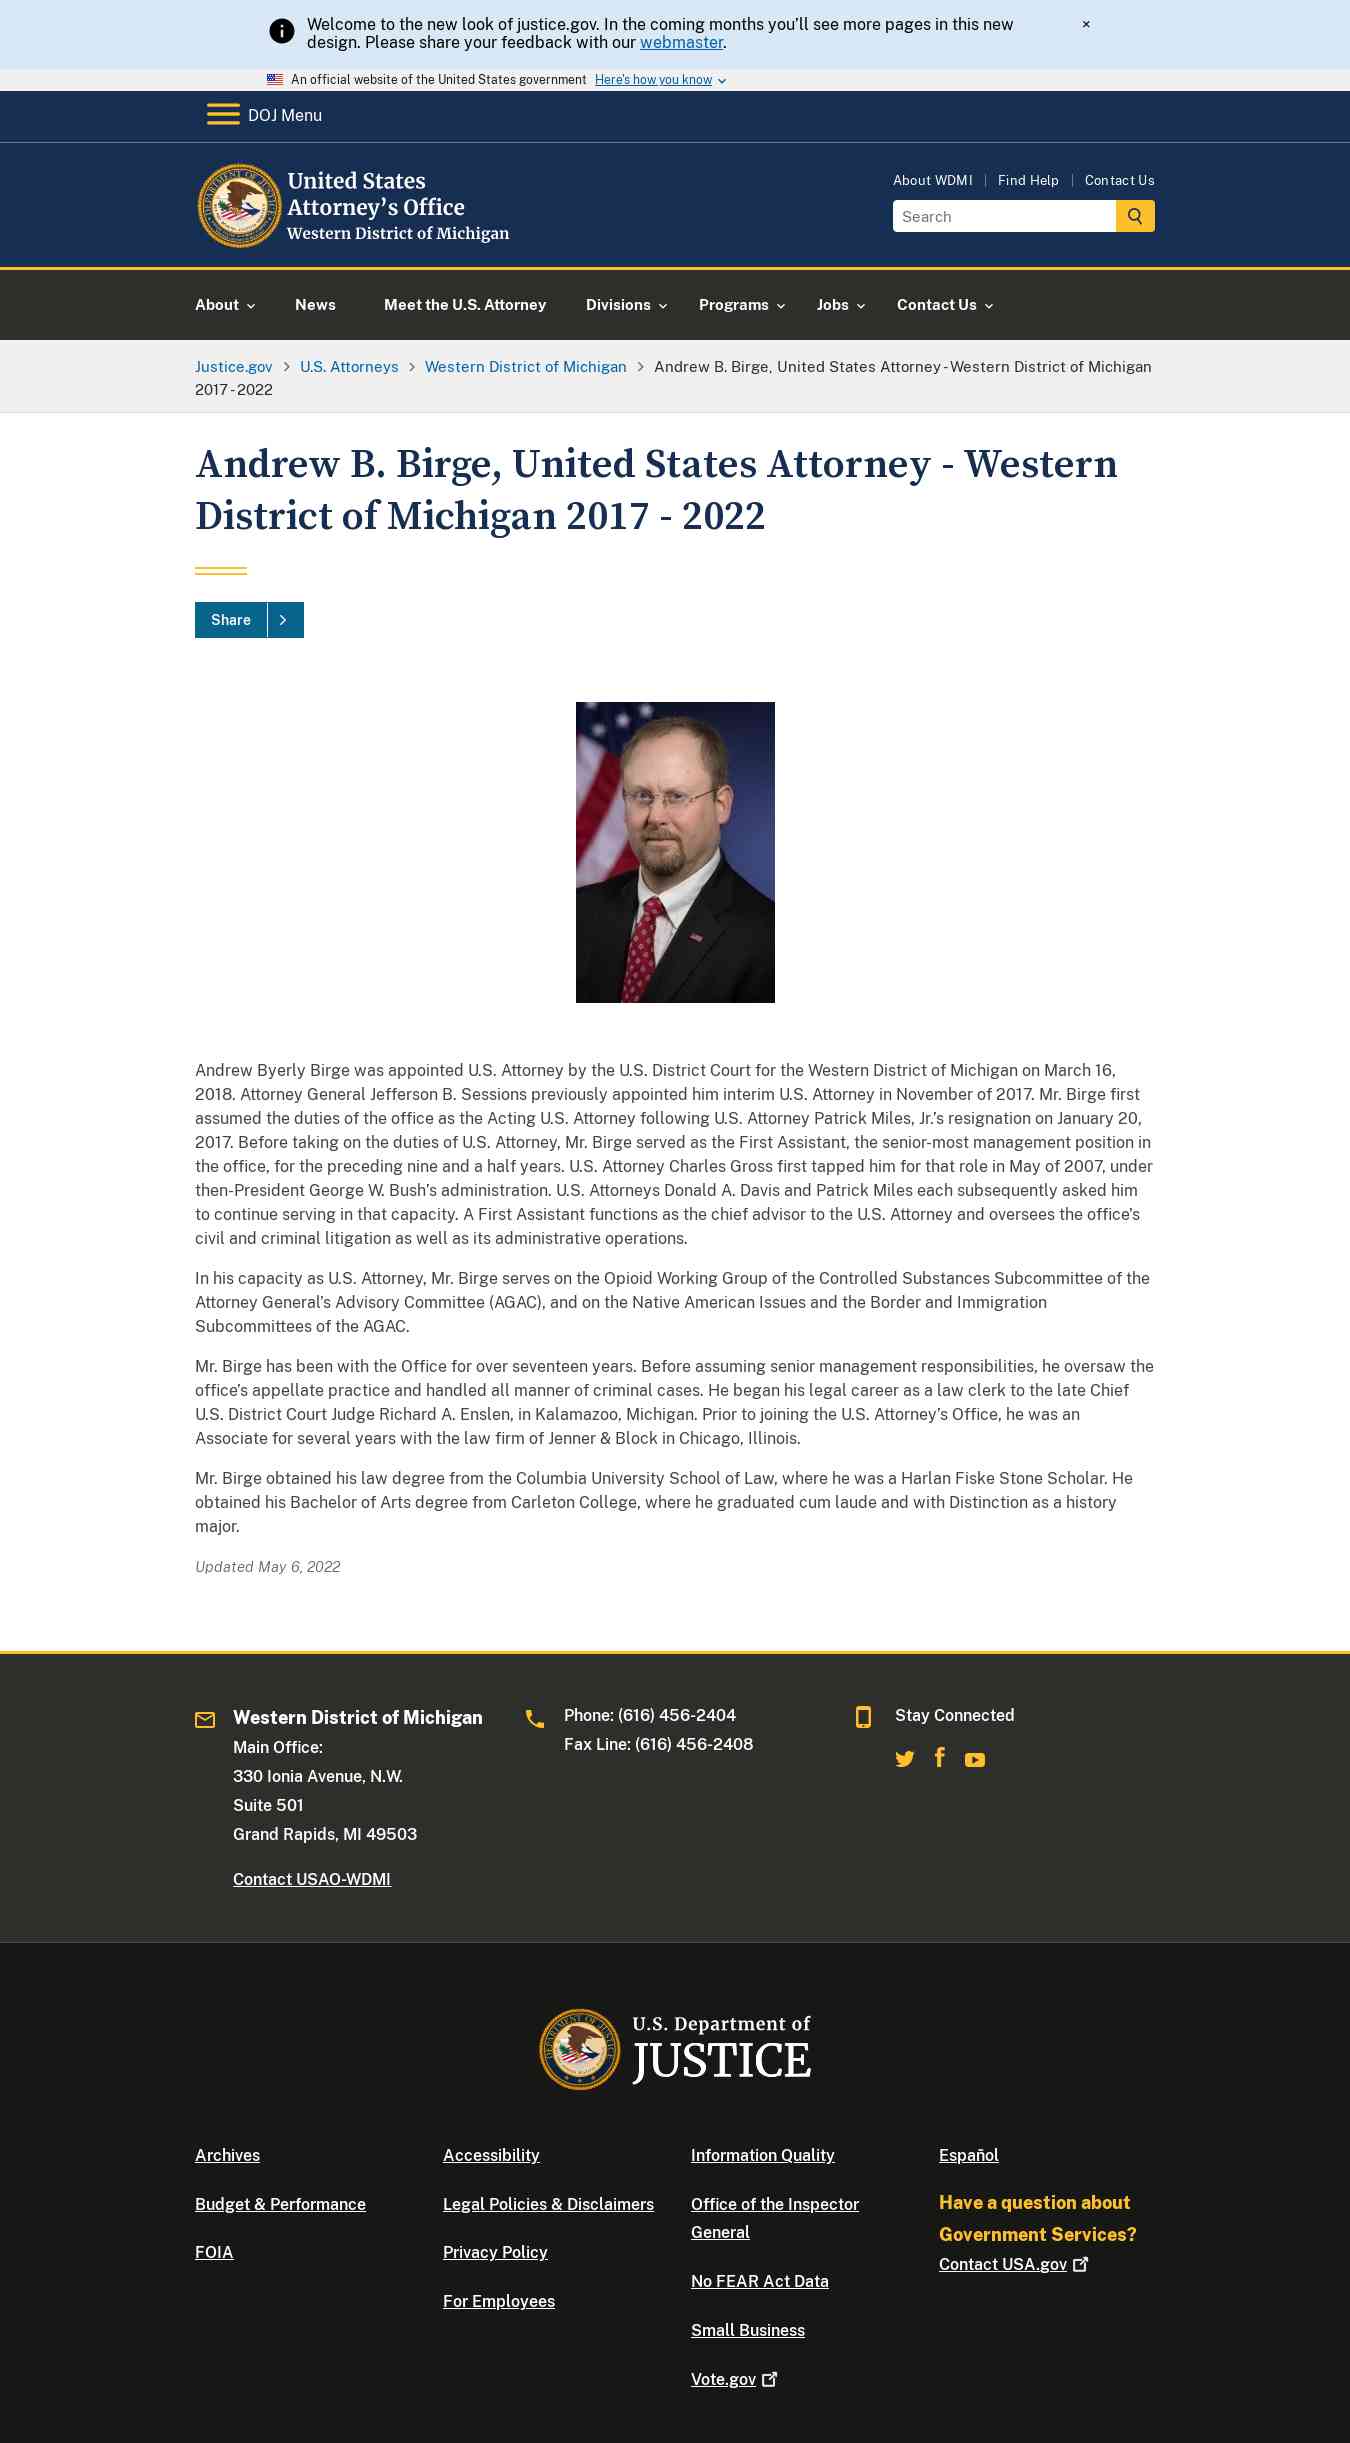 Welcome to the new look of justice.gov. In the coming months you’ll see more pages in this new
design. Please share your feedback with our webmaster.
×
An official website of the United States government Here's how you know
DOJ Menu
United States
Attorney’s Office
Western District of Michigan
About WDMI
Find Help
Contact Us
Search
About
News
Meet the U.S. Attorney
Divisions
Programs
Jobs
Contact Us
Justice.gov > U.S. Attorneys > Western District of Michigan > Andrew B. Birge, United States Attorney - Western District of Michigan
2017 - 2022
Andrew B. Birge, United States Attorney - Western
District of Michigan 2017 - 2022
Share
Andrew Byerly Birge was appointed U.S. Attorney by the U.S. District Court for the Western District of Michigan on March 16,
2018. Attorney General Jefferson B. Sessions previously appointed him interim U.S. Attorney in November of 2017. Mr. Birge first
assumed the duties of the office as the Acting U.S. Attorney following U.S. Attorney Patrick Miles, Jr.’s resignation on January 20,
2017. Before taking on the duties of U.S. Attorney, Mr. Birge served as the First Assistant, the senior-most management position in
the office, for the preceding nine and a half years. U.S. Attorney Charles Gross first tapped him for that role in May of 2007, under
then-President George W. Bush’s administration. U.S. Attorneys Donald A. Davis and Patrick Miles each subsequently asked him
to continue serving in that capacity. A First Assistant functions as the chief advisor to the U.S. Attorney and oversees the office’s
civil and criminal litigation as well as its administrative operations.
In his capacity as U.S. Attorney, Mr. Birge serves on the Opioid Working Group of the Controlled Substances Subcommittee of the
Attorney General’s Advisory Committee (AGAC), and on the Native American Issues and the Border and Immigration
Subcommittees of the AGAC.
Mr. Birge has been with the Office for over seventeen years. Before assuming senior management responsibilities, he oversaw the
office’s appellate practice and handled all manner of criminal cases. He began his legal career as a law clerk to the late Chief
U.S. District Court Judge Richard A. Enslen, in Kalamazoo, Michigan. Prior to joining the U.S. Attorney’s Office, he was an
Associate for several years with the law firm of Jenner & Block in Chicago, Illinois.
Mr. Birge obtained his law degree from the Columbia University School of Law, where he was a Harlan Fiske Stone Scholar. He
obtained his Bachelor of Arts degree from Carleton College, where he graduated cum laude and with Distinction as a history
major.
Updated May 6, 2022
Western District of Michigan
Main Office:
330 Ionia Avenue, N.W.
Suite 501
Grand Rapids, MI 49503
Contact USAO-WDMI
Phone: (616) 456-2404
Fax Line: (616) 456-2408
Stay Connected
U.S. Department of
JUSTICE
Archives
Budget & Performance
FOIA
Accessibility
Legal Policies & Disclaimers
Privacy Policy
For Employees
Information Quality
Office of the Inspector
General
No FEAR Act Data
Small Business
Vote.gov
Español
Have a question about
Government Services?
Contact USA.gov